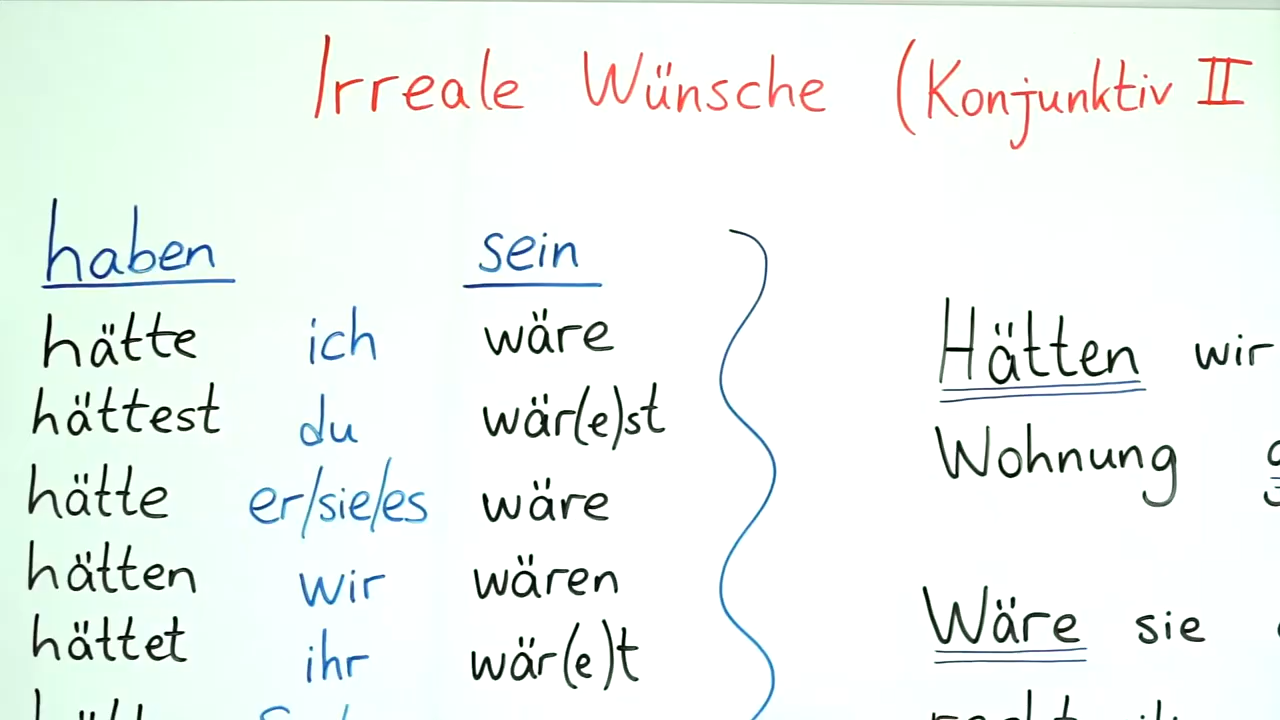 Irreale Wünsche (Konjunktiv II
haben sein
hätte ich wäre
hättest du wär(e)st
hätte er/sie/es wäre
hätten wir wären
hättet ihr wär(e)t
Hätten wir
Wohnung
Wäre sie